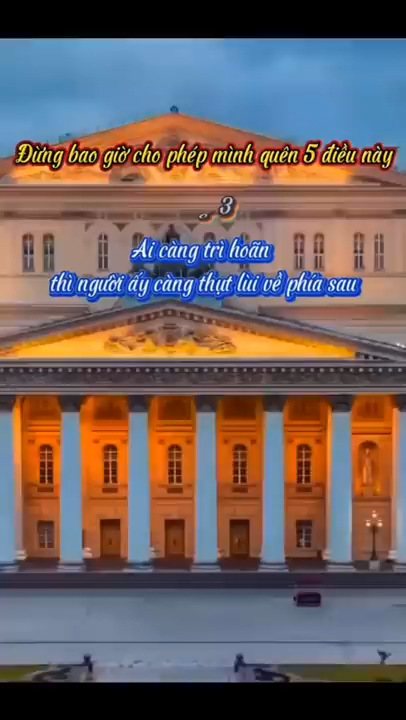 Đừng bao giờ cho phép mình quên 5 điều này
3
Ai càng trì hoãn
thì người ấy càng thụt lùi về phía sau